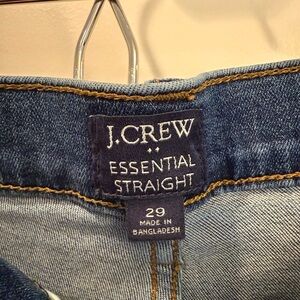 J.CREW
ESSENTIAL
STRAIGHT
29
MADE IN
BANGLADESH